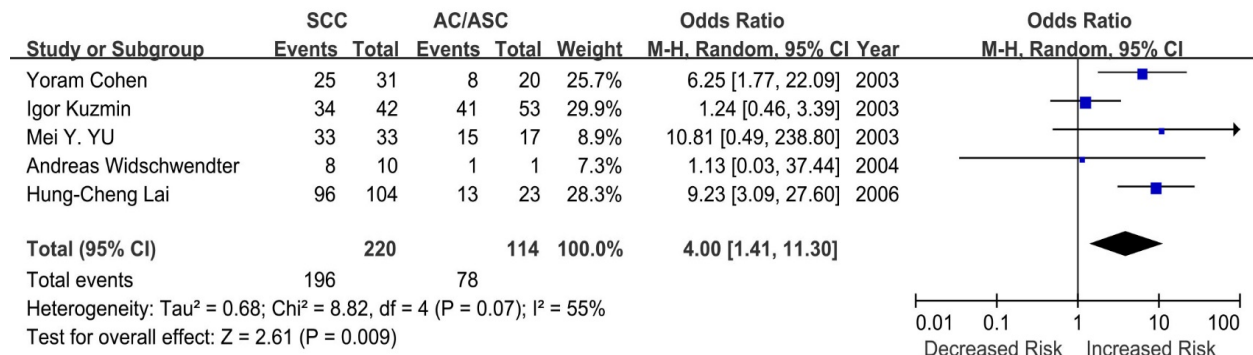 SCC AC/ASC Odds Ratio Odds Ratio
Study or Subgroup Events Total Events Total Weight M-H, Random, 95% CI Year M-H, Random, 95% CI
Yoram Cohen 25 31 8 20 25.7% 6.25 [1.77, 22.09] 2003
Igor Kuzmin 34 42 41 53 29.9% 1.24 [0.46, 3.39] 2003
Mei Y. YU 33 33 15 17 8.9% 10.81 [0.49, 238.80] 2003
Andreas Widschwendter 8 10 1 1 7.3% 1.13 [0.03, 37.44] 2004
Hung-Cheng Lai 96 104 13 23 28.3% 9.23 [3.09, 27.60] 2006
Total (95% CI) 220 114 100.0% 4.00 [1.41, 11.30]
Total events 196 78
Heterogeneity: Tau² = 0.68; Chi² = 8.82, df = 4 (P = 0.07); I² = 55%
Test for overall effect: Z = 2.61 (P = 0.009)
0.01 0.1 1 10 100
Decreased Risk Increased Risk